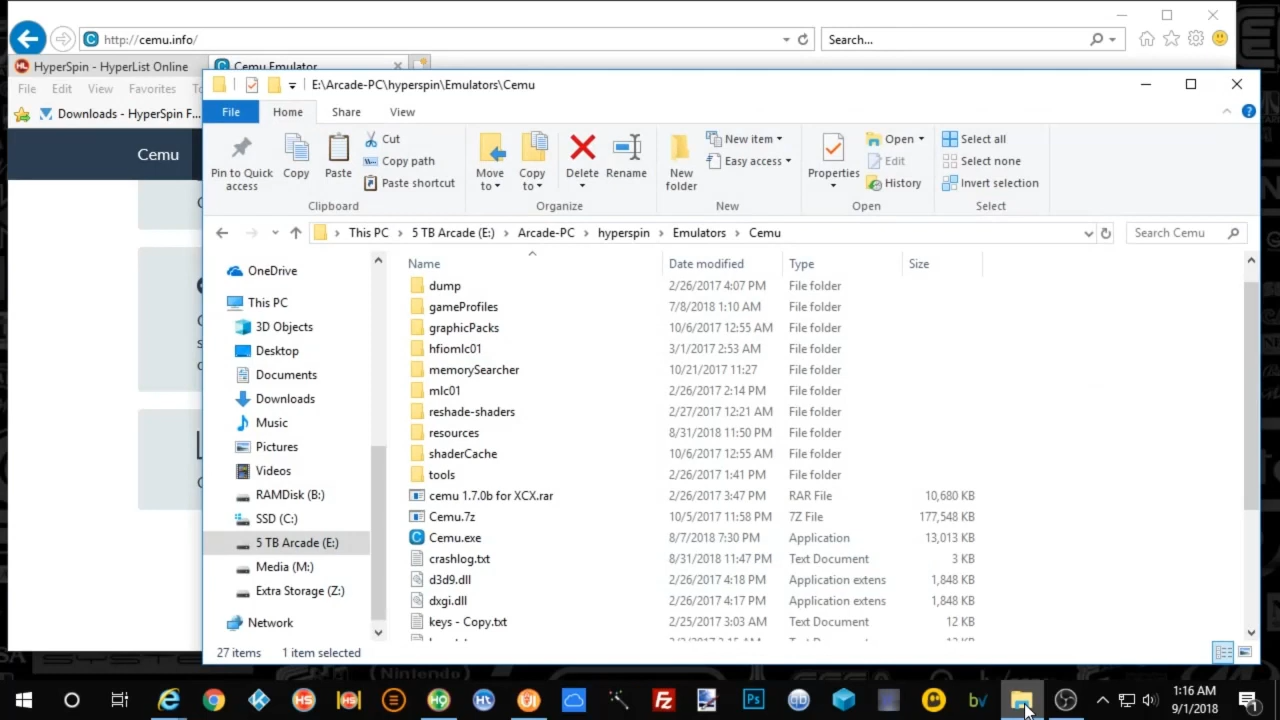 http://cemu.info/
Search...
HyperSpin - HyperList Online
Cemu Emulator
File Edit View Favorites
Downloads - HyperSpin F...
Cemu
E:\Arcade-PC\hyperspin\Emulators\Cemu
File Home Share View
Pin to Quick access
Copy
Paste
Cut
Copy path
Paste shortcut
Move to
Copy to
Delete
Rename
New folder
New item
Easy access
Properties
Open
Edit
History
Select all
Select none
Invert selection
Clipboard Organize New Open Select
This PC 5 TB Arcade (E:) Arcade-PC hyperspin Emulators Cemu
Search Cemu
OneDrive
This PC
3D Objects
Desktop
Documents
Downloads
Music
Pictures
Videos
RAMDisk (B:)
SSD (C:)
5 TB Arcade (E:)
Media (M:)
Extra Storage (Z:)
Network
Name Date modified Type Size
dump 2/26/2017 4:07 PM File folder
gameProfiles 7/8/2018 1:10 AM File folder
graphicPacks 10/6/2017 12:55 AM File folder
hfiomlc01 3/1/2017 2:53 AM File folder
memorySearcher 10/21/2017 11:27 File folder
mlc01 2/26/2017 2:14 PM File folder
reshade-shaders 2/27/2017 12:21 AM File folder
resources 8/31/2018 11:50 PM File folder
shaderCache 10/6/2017 12:55 AM File folder
tools 2/26/2017 1:41 PM File folder
cemu 1.7.0b for XCX.rar 2/26/2017 3:47 PM RAR File 10,680 KB
Cemu.7z 10/5/2017 11:58 PM 7Z File 177,548 KB
Cemu.exe 8/7/2018 7:30 PM Application 13,013 KB
crashlog.txt 8/31/2018 11:47 PM Text Document 3 KB
d3d9.dll 2/26/2017 4:18 PM Application extens 1,848 KB
dxgi.dll 2/26/2017 4:17 PM Application extens 1,848 KB
keys - Copy.txt 2/25/2017 3:03 AM Text Document 12 KB
27 items 1 item selected
Nintendo
1:16 AM
9/1/2018